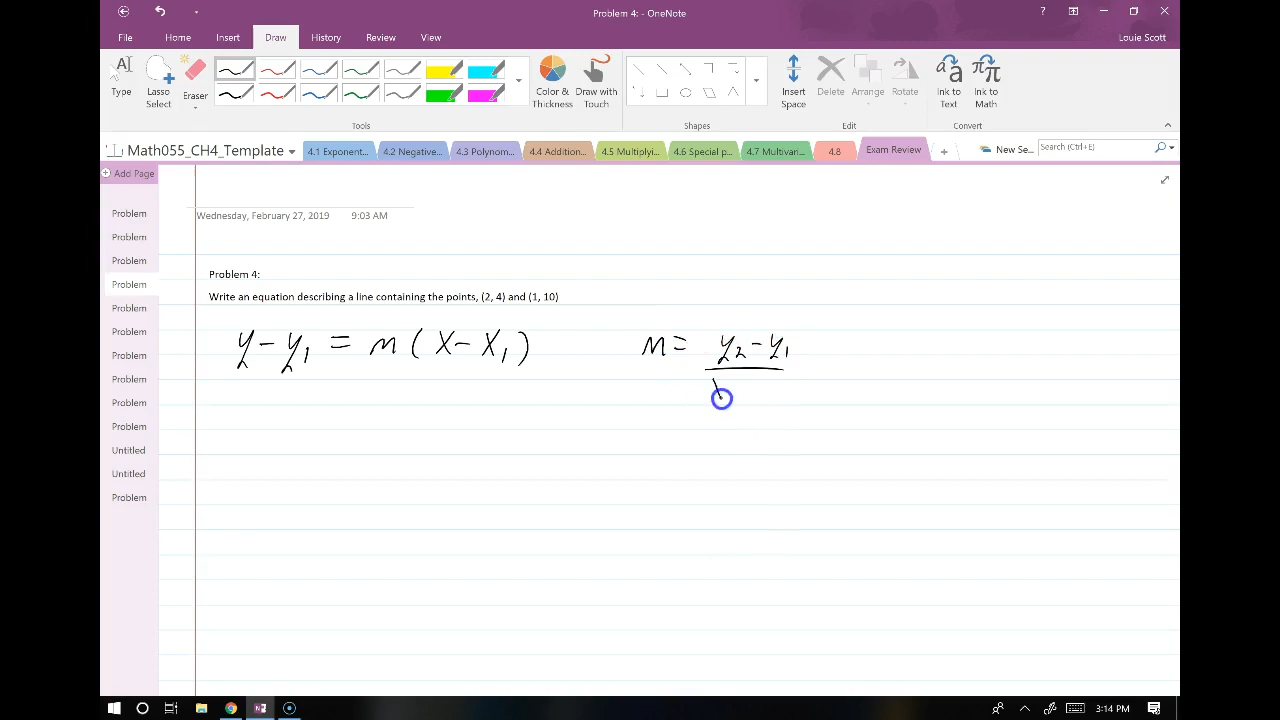 Problem 4: - OneNote
?
File Home Insert Draw History Review View
Louie Scott
Type
Lasso Select
Eraser
Color & Thickness
Draw with Touch
Insert Space
Delete
Arrange
Rotate
Ink to Text
Ink to Math
Tools
Shapes
Edit
Convert
Math055_CH4_Template
4.1 Exponent...
4.2 Negative...
4.3 Polynom...
4.4 Addition...
4.5 Multiplyi...
4.6 Special p...
4.7 Multivari...
4.8
Exam Review
New Se...
Search (Ctrl+E)
Add Page
Problem
Problem
Problem
Problem
Problem
Problem
Problem
Problem
Problem
Problem
Untitled
Untitled
Problem
Wednesday, February 27, 2019 9:03 AM
Problem 4:
Write an equation describing a line containing the points, (2, 4) and (1, 10)
y - y₁ = m ( x - x₁ )
m = y₂ - y₁
3:14 PM